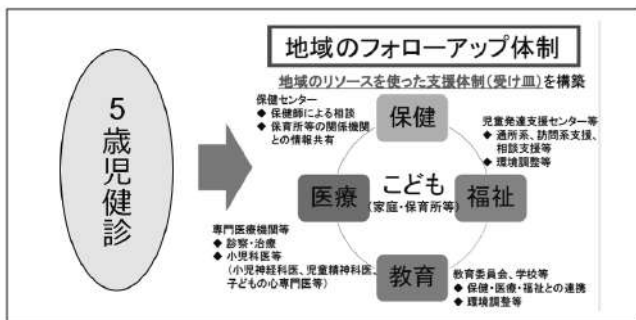 5歳児健診
地域のフォローアップ体制
地域のリソースを使った支援体制(受け皿)を構築
保健センター
◆ 保健師による相談
◆ 保育所等の関係機関
との情報共有
保健
児童発達支援センター等
◆ 通所系、訪問系支援、
相談支援等
◆ 環境調整等
医療
こども
(家庭・保育所等)
福祉
専門医療機関等
◆ 診察・治療
◆ 小児科医等
(小児神経科医、児童精神科医、
子どもの心専門医等)
教育
教育委員会、学校等
◆ 保健・医療・福祉との連携
◆ 環境調整等